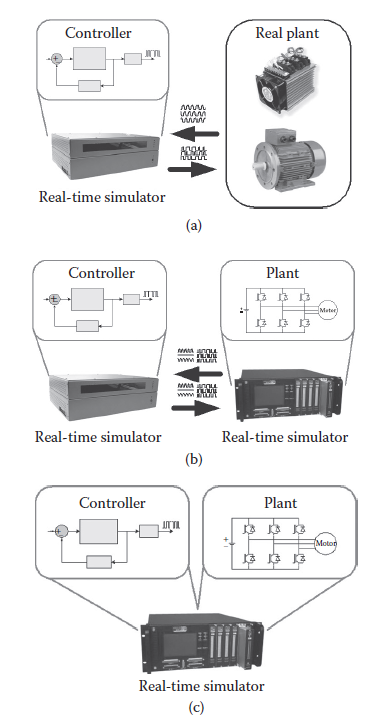 Controller
Real plant
Real-time simulator
(a)
Controller
Plant
Motor
Real-time simulator
Real-time simulator
(b)
Controller
Plant
Motor
Real-time simulator
(c)